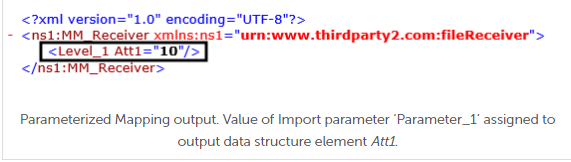 <?xml version="1.0" encoding="UTF-8"?>
- <ns1:MM_Receiver xmlns:ns1="urn:www.thirdparty2.com:fileReceiver">
<Level_1 Att1="10"/>
</ns1:MM_Receiver>
Parameterized Mapping output. Value of Import parameter ‘Parameter_1’ assigned to
output data structure element Att1.